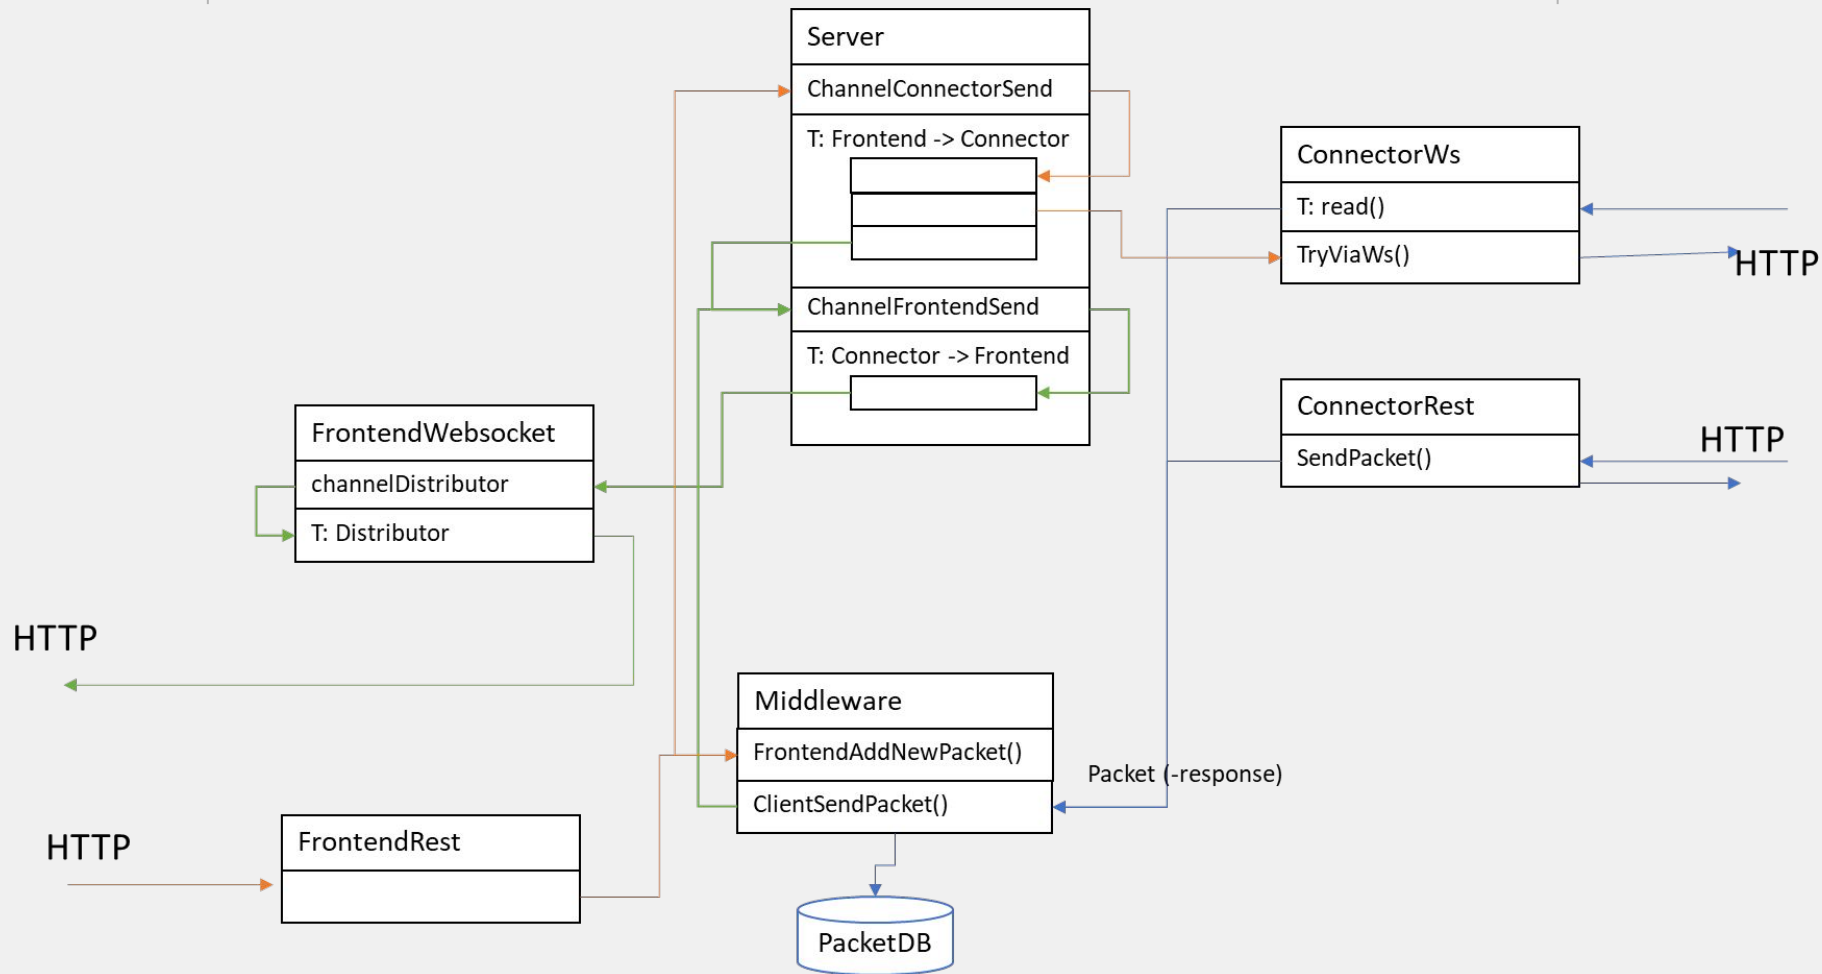 Server
ChannelConnectorSend
T: Frontend -> Connector
ChannelFrontendSend
T: Connector -> Frontend
ConnectorWs
T: read()
TryViaWs()
HTTP
ConnectorRest
SendPacket()
HTTP
FrontendWebsocket
channelDistributor
T: Distributor
HTTP
Middleware
FrontendAddNewPacket()
ClientSendPacket()
Packet (-response)
HTTP
FrontendRest
PacketDB